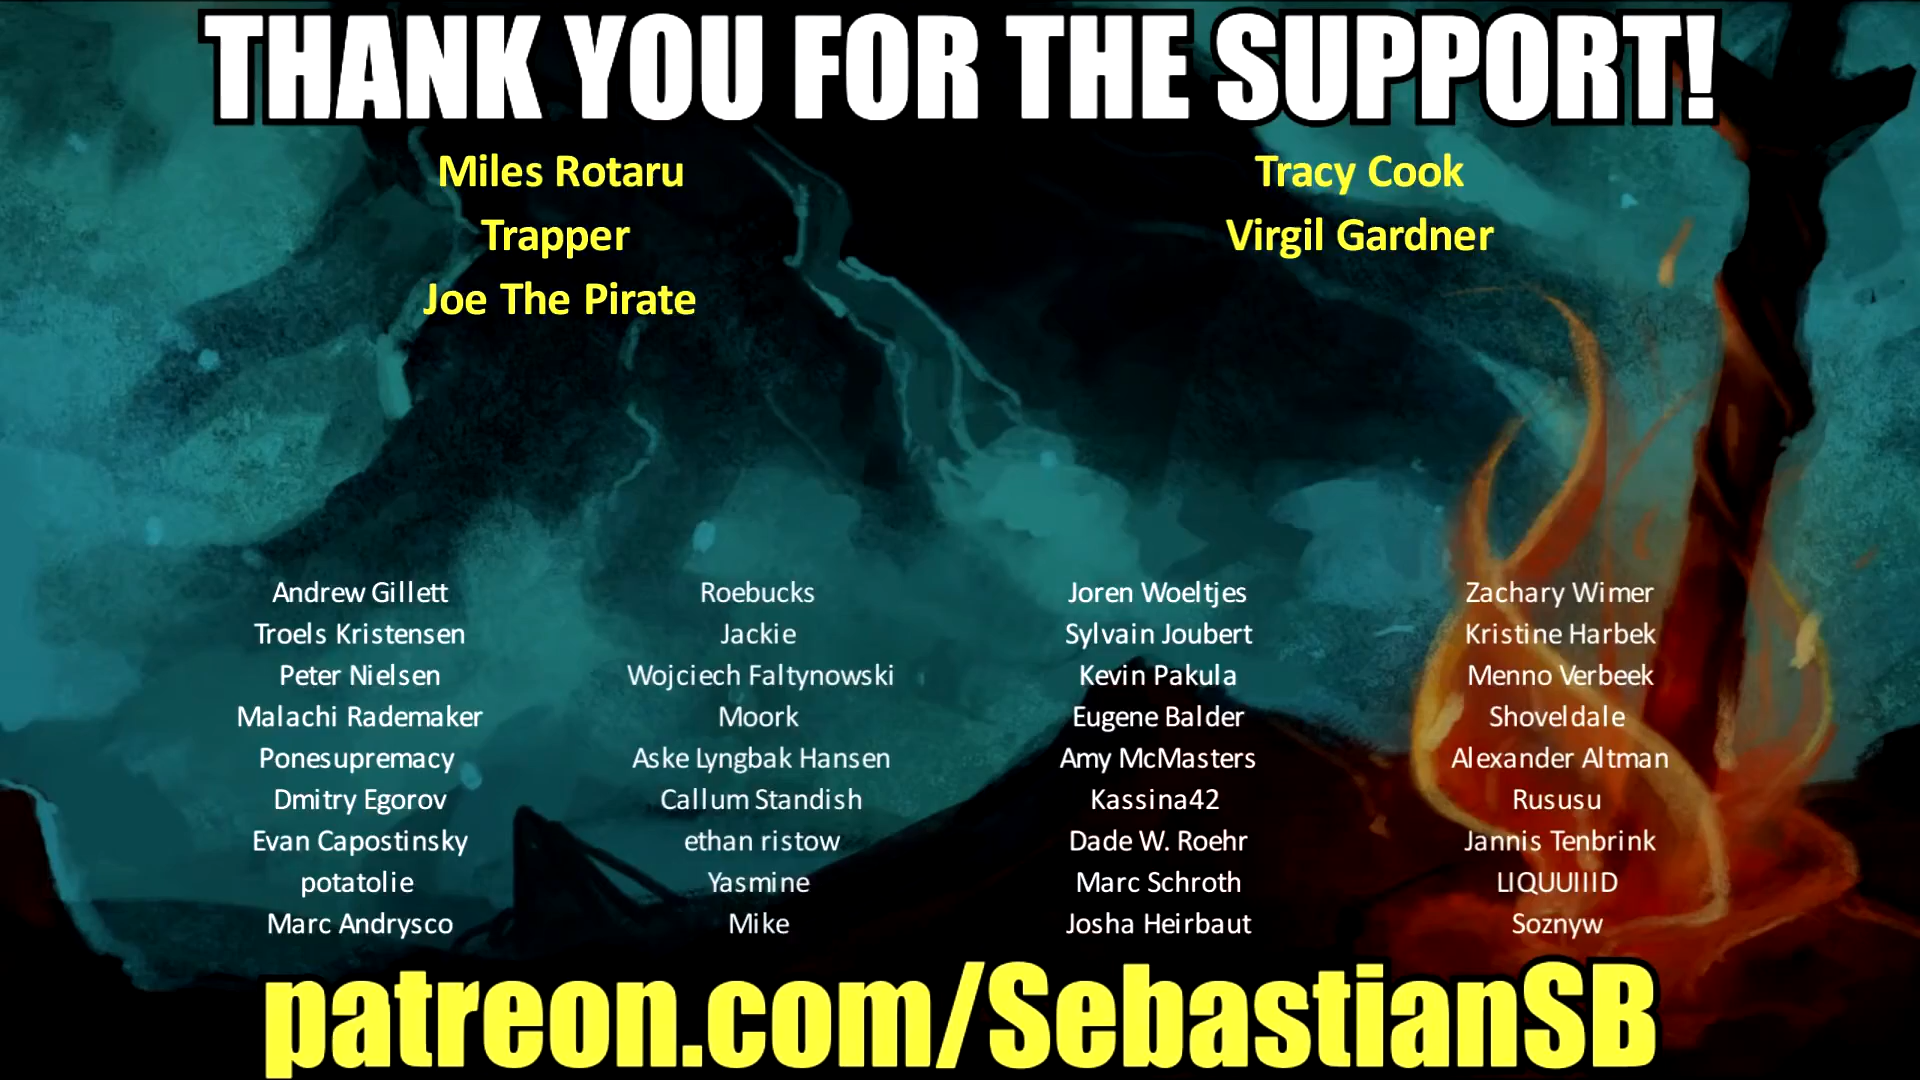 THANK YOU FOR THE SUPPORT!
Miles Rotaru
Trapper
Joe The Pirate
Tracy Cook
Virgil Gardner
Andrew Gillett
Troels Kristensen
Peter Nielsen
Malachi Rademaker
Ponesupremacy
Dmitry Egorov
Evan Capostinsky
potatolie
Marc Andrysco
Roebucks
Jackie
Wojciech Faltynowski
Moork
Aske Lyngbak Hansen
Callum Standish
ethan ristow
Yasmine
Mike
Joren Woeltjes
Sylvain Joubert
Kevin Pakula
Eugene Balder
Amy McMasters
Kassina42
Dade W. Roehr
Marc Schroth
Josha Heirbaut
Zachary Wimer
Kristine Harbek
Menno Verbeek
Shoveldale
Alexander Altman
Rususu
Jannis Tenbrink
LIQUUIIID
Soznyw
patreon.com/SebastianSB